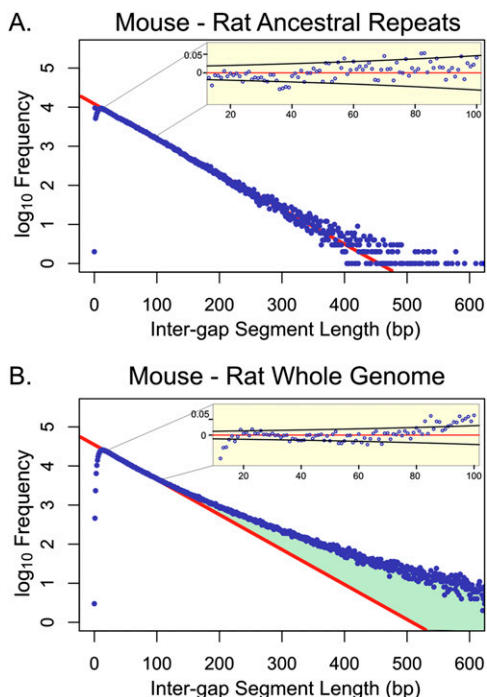 A. Mouse - Rat Ancestral Repeats
0.05
0
20 40 60 80 100
5
4
3
2
1
0
log10 Frequency
0 100 200 300 400 500 600
Inter-gap Segment Length (bp)
B. Mouse - Rat Whole Genome
0.05
0
20 40 60 80 100
5
4
3
2
1
0
log10 Frequency
0 100 200 300 400 500 600
Inter-gap Segment Length (bp)